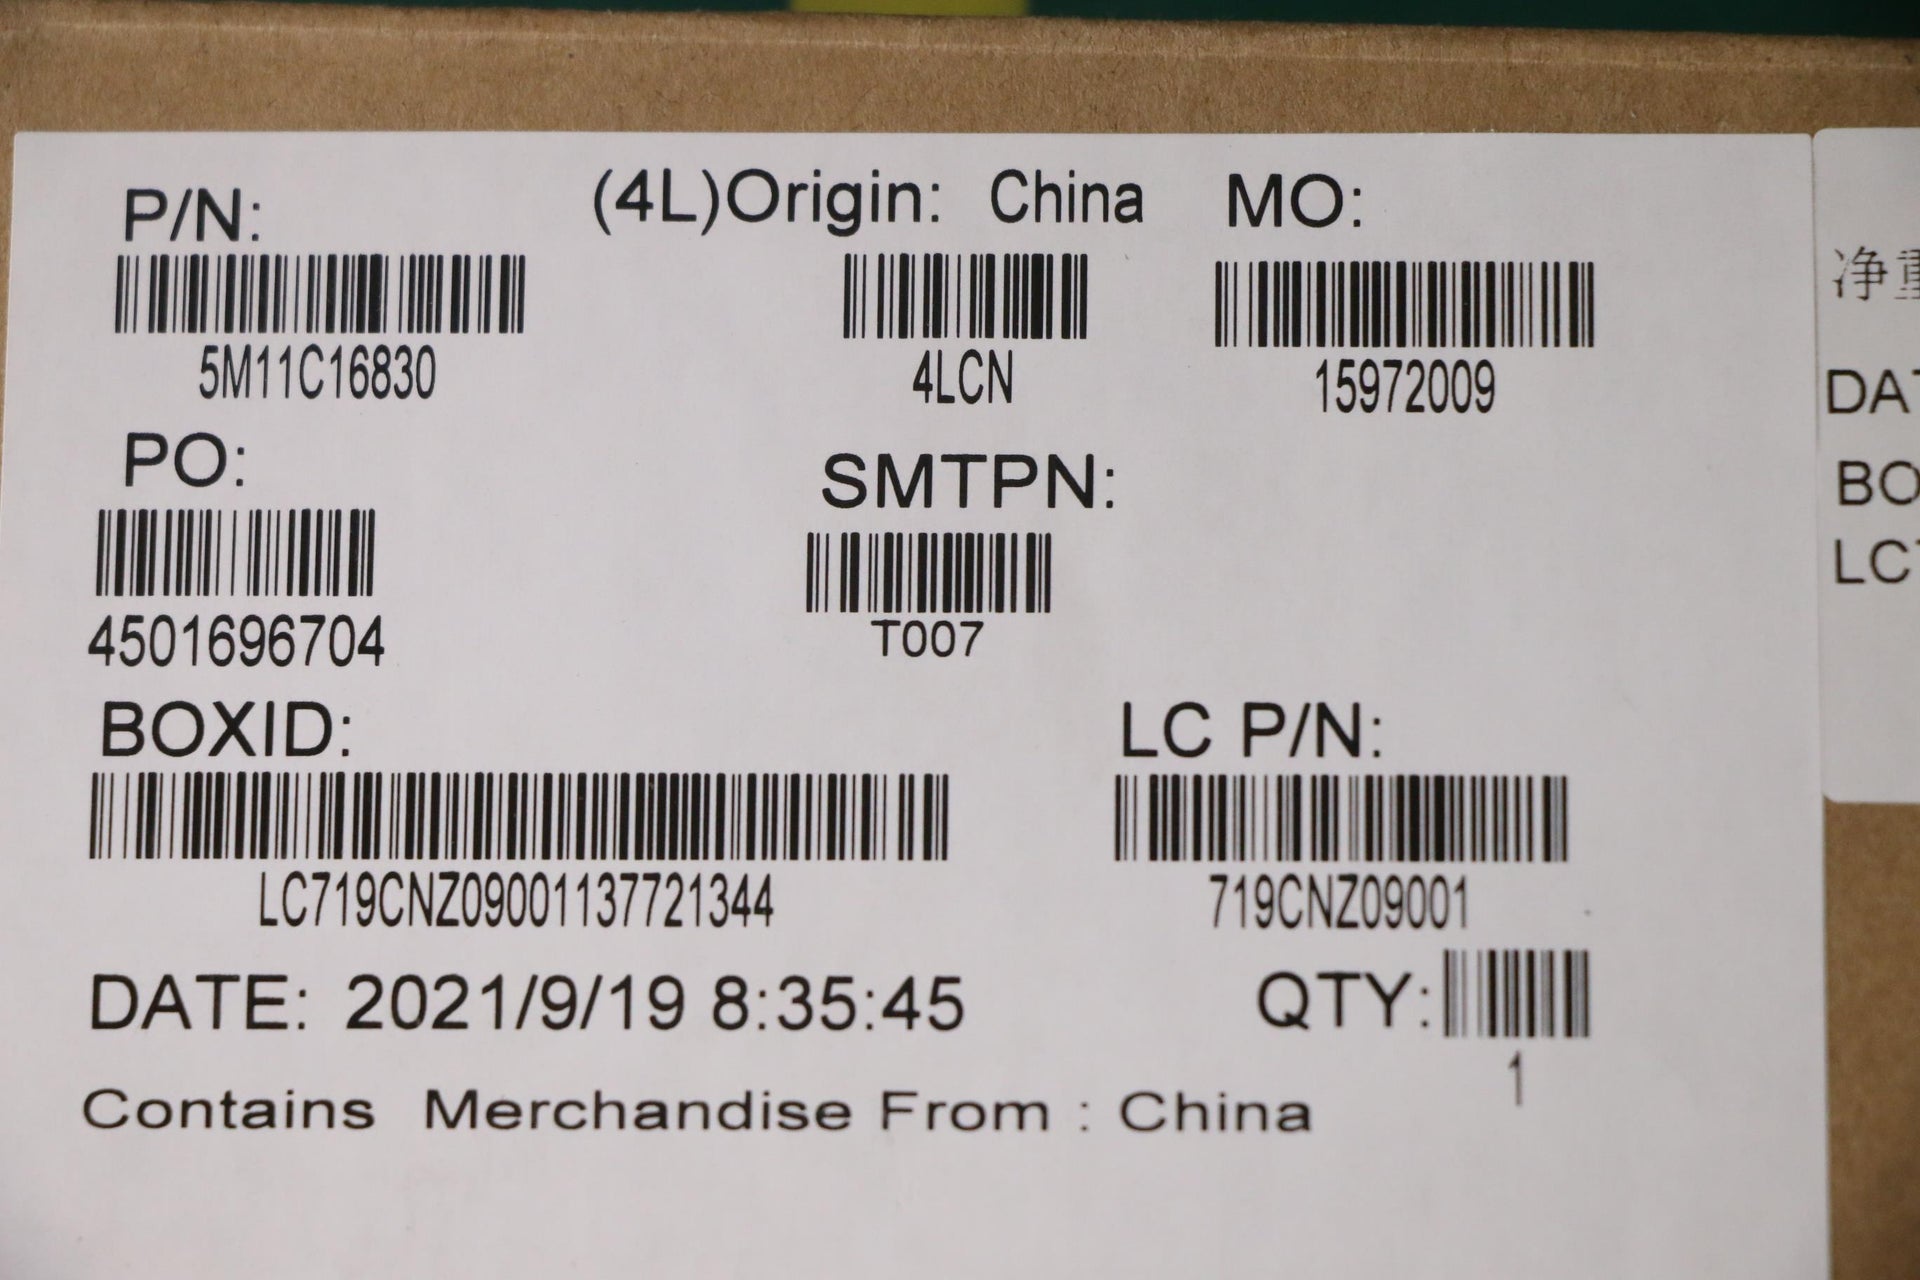 P/N: (4L)Origin: China MO:
5M11C16830 4LCN 15972009
PO: SMTPN:
4501696704 T007
BOXID: LC P/N:
LC719CNZ09001137721344 719CNZ09001
DATE: 2021/9/19 8:35:45 QTY:
1
Contains Merchandise From : China
净
DA
BO
LC